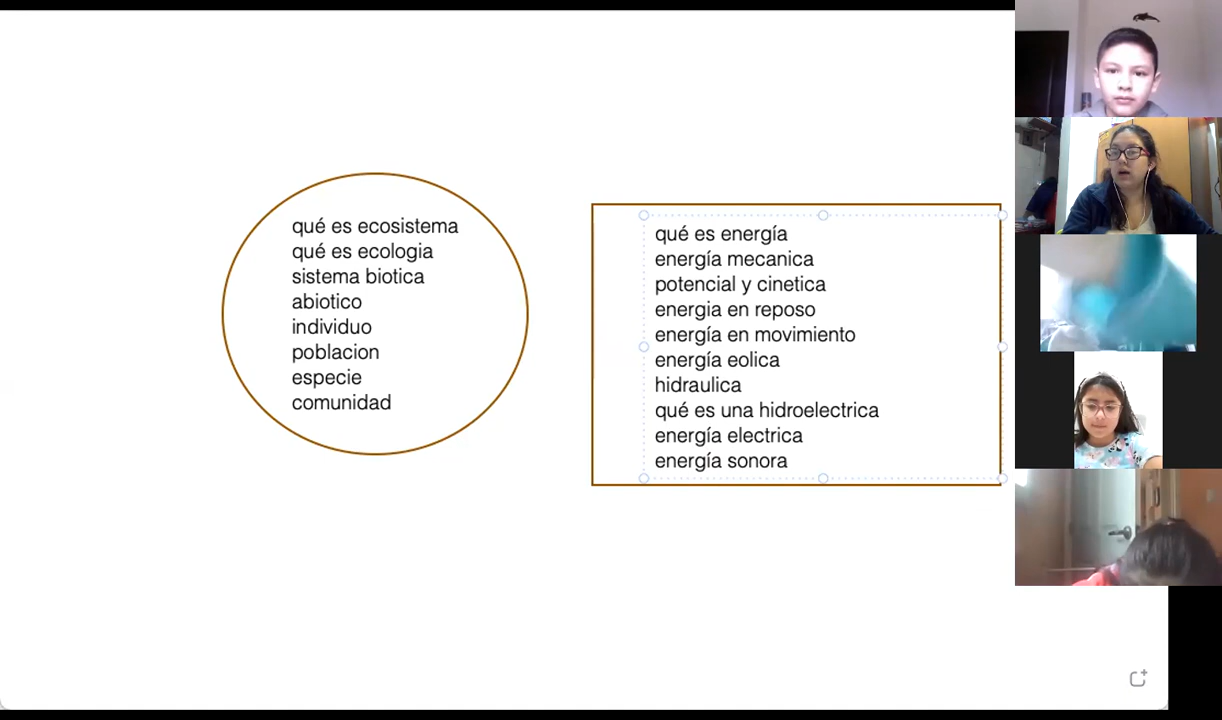 qué es ecosistema
qué es ecologia
sistema biotica
abiotico
individuo
poblacion
especie
comunidad
qué es energía
energía mecanica
potencial y cinetica
energia en reposo
energía en movimiento
energía eolica
hidraulica
qué es una hidroelectrica
energía electrica
energía sonora